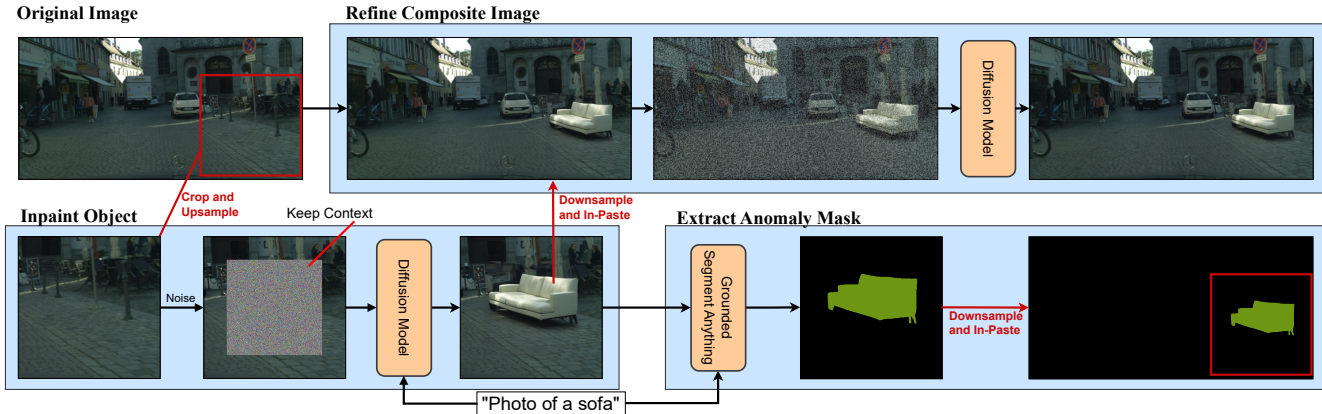 Original Image
Refine Composite Image
Diffusion Model
Crop and
Upsample
Downsample
and In-Paste
Inpaint Object
Keep Context
Extract Anomaly Mask
Noise
Diffusion Model
Grounded
Segment Anything
Downsample
and In-Paste
"Photo of a sofa"